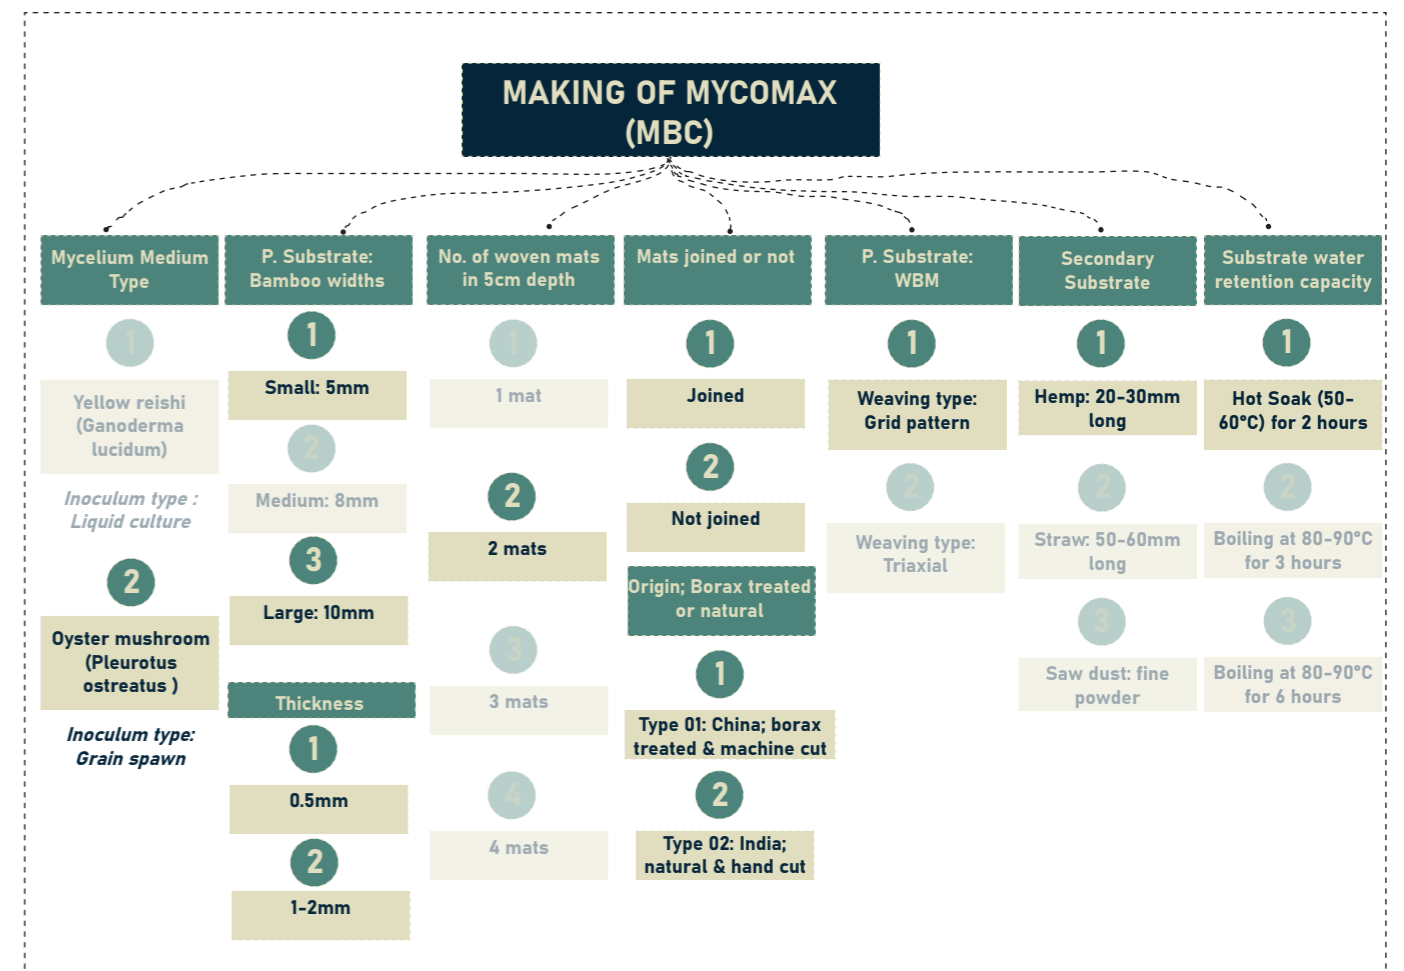 MAKING OF MYCOMAX
(MBC)
Mycelium Medium
Type
1
Yellow reishi
(Ganoderma
lucidum)
Inoculum type :
Liquid culture
2
Oyster mushroom
(Pleurotus
ostreatus )
Inoculum type:
Grain spawn
P. Substrate:
Bamboo widths
1
Small: 5mm
2
Medium: 8mm
3
Large: 10mm
Thickness
1
0.5mm
2
1-2mm
No. of woven mats
in 5cm depth
1
1 mat
2
2 mats
3
3 mats
4
4 mats
Mats joined or not
1
Joined
2
Not joined
Origin; Borax treated
or natural
1
Type 01: China; borax
treated & machine cut
2
Type 02: India;
natural & hand cut
P. Substrate:
WBM
1
Weaving type:
Grid pattern
2
Weaving type:
Triaxial
Secondary
Substrate
1
Hemp: 20-30mm
long
2
Straw: 50-60mm
long
3
Saw dust: fine
powder
Substrate water
retention capacity
1
Hot Soak (50-
60°C) for 2 hours
2
Boiling at 80-90°C
for 3 hours
3
Boiling at 80-90°C
for 6 hours